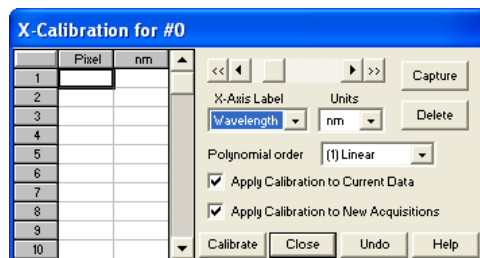 X-Calibration for #0
Pixel nm
1
2
3
4
5
6
7
8
9
10
<< >>
Capture
X-Axis Label Units
Wavelength nm
Delete
Polynomial order (1) Linear
Apply Calibration to Current Data
Apply Calibration to New Acquisitions
Calibrate Close Undo Help